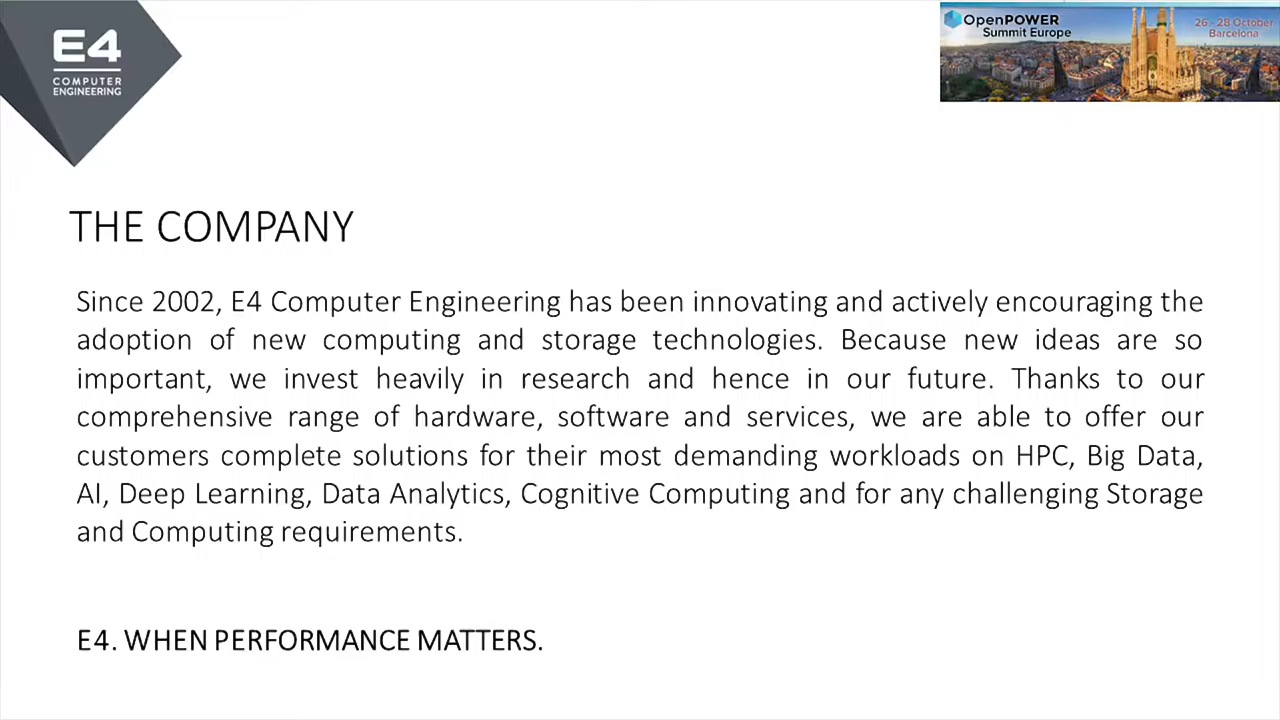 E4
COMPUTER
ENGINEERING
OpenPOWER
Summit Europe
26 - 28 October
Barcelona
THE COMPANY
Since 2002, E4 Computer Engineering has been innovating and actively encouraging the
adoption of new computing and storage technologies. Because new ideas are so
important, we invest heavily in research and hence in our future. Thanks to our
comprehensive range of hardware, software and services, we are able to offer our
customers complete solutions for their most demanding workloads on HPC, Big Data,
AI, Deep Learning, Data Analytics, Cognitive Computing and for any challenging Storage
and Computing requirements.
E4. WHEN PERFORMANCE MATTERS.